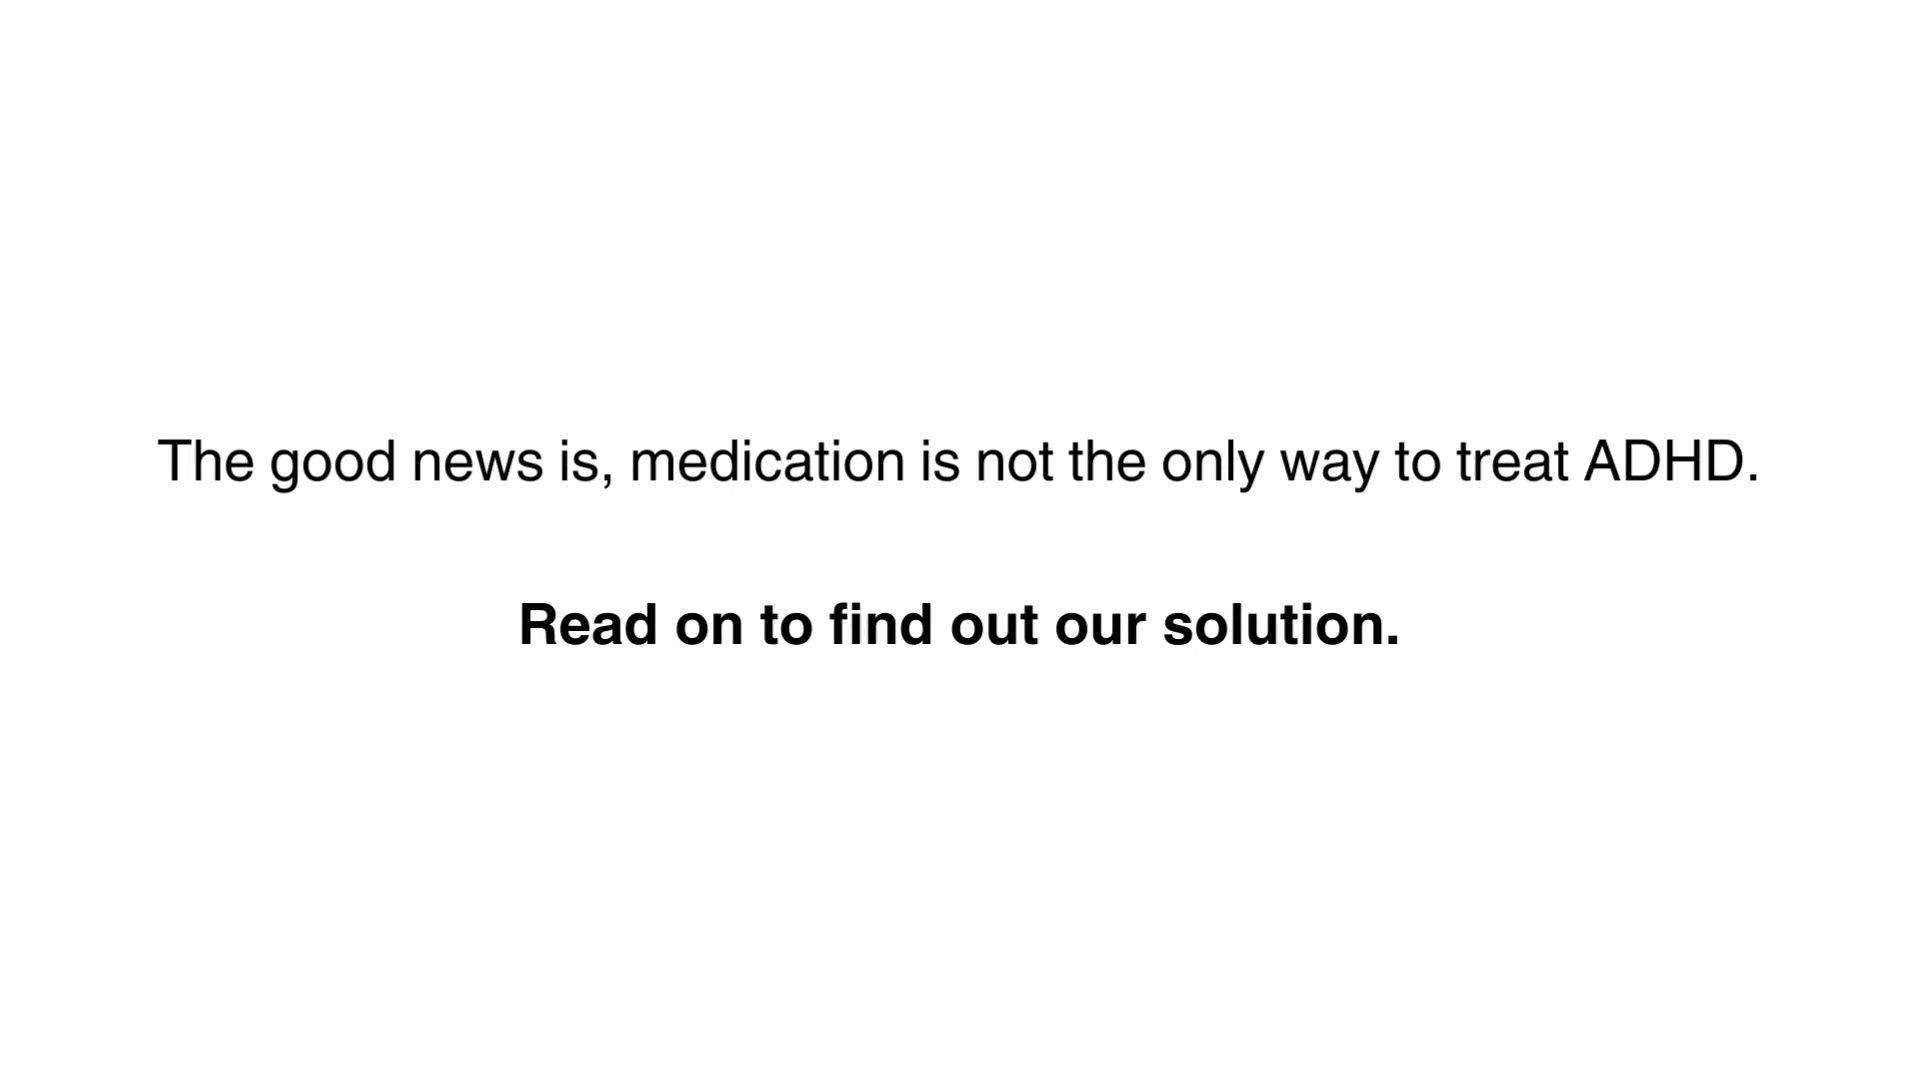 The good news is, medication is not the only way to treat ADHD.
Read on to find out our solution.